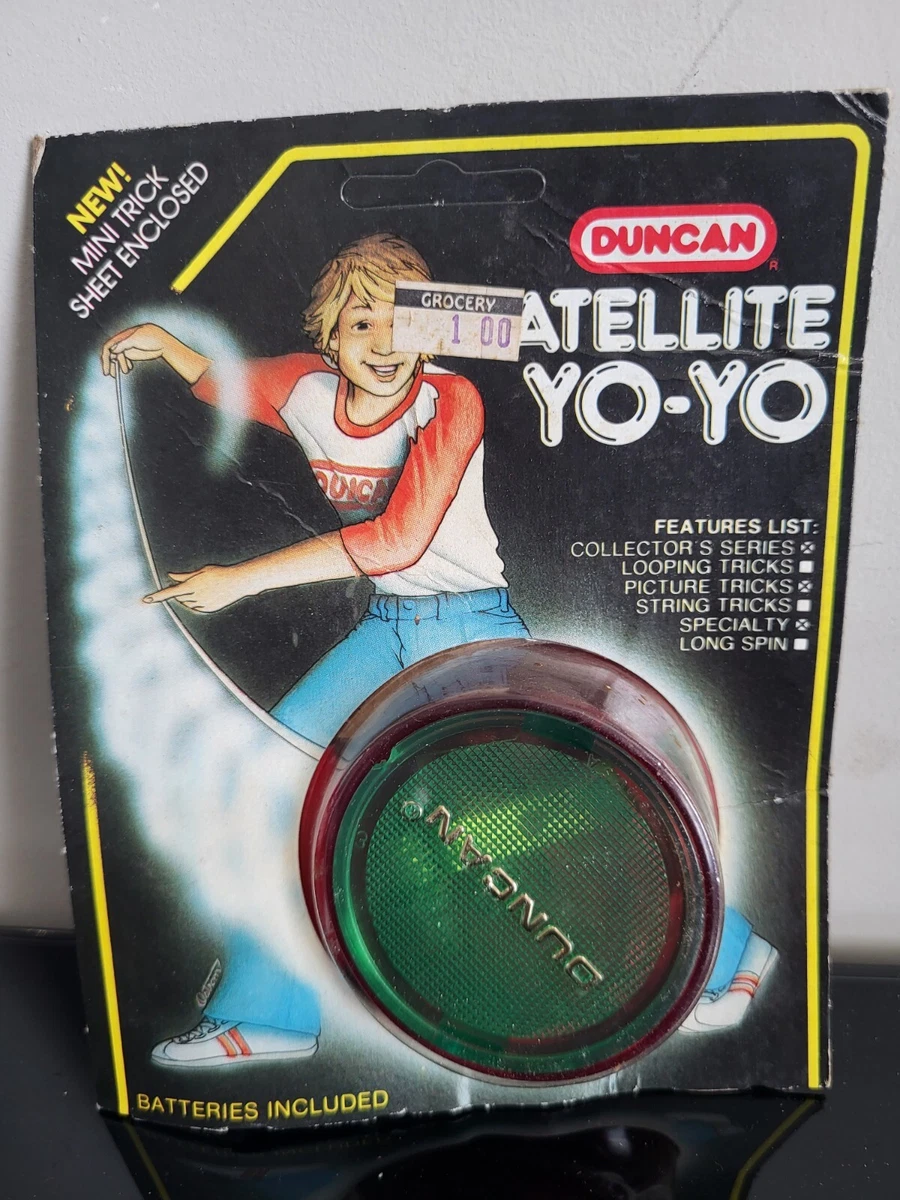 NEW!
MINI TRICK
SHEET ENCLOSED
DUNCAN
R
GROCERY
1 00
ATELLITE
YO-YO
DUNCA
FEATURES LIST:
COLLECTOR'S SERIES
LOOPING TRICKS
PICTURE TRICKS
STRING TRICKS
SPECIALTY
LONG SPIN
DUNCAN
BATTERIES INCLUDED